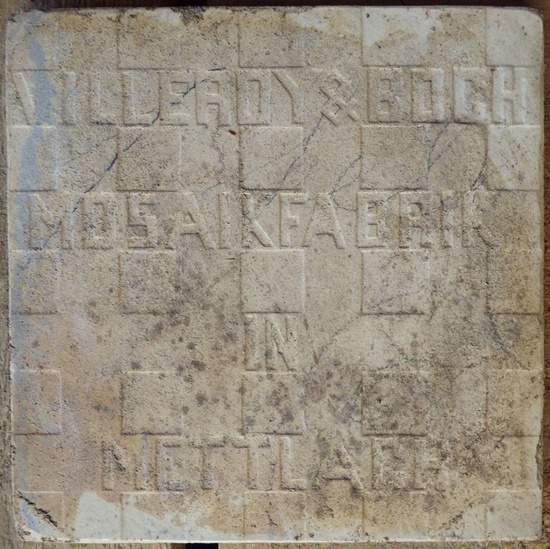 VILLEROY & BOCH
MOSAIKFABRIK
IN
METTLACH